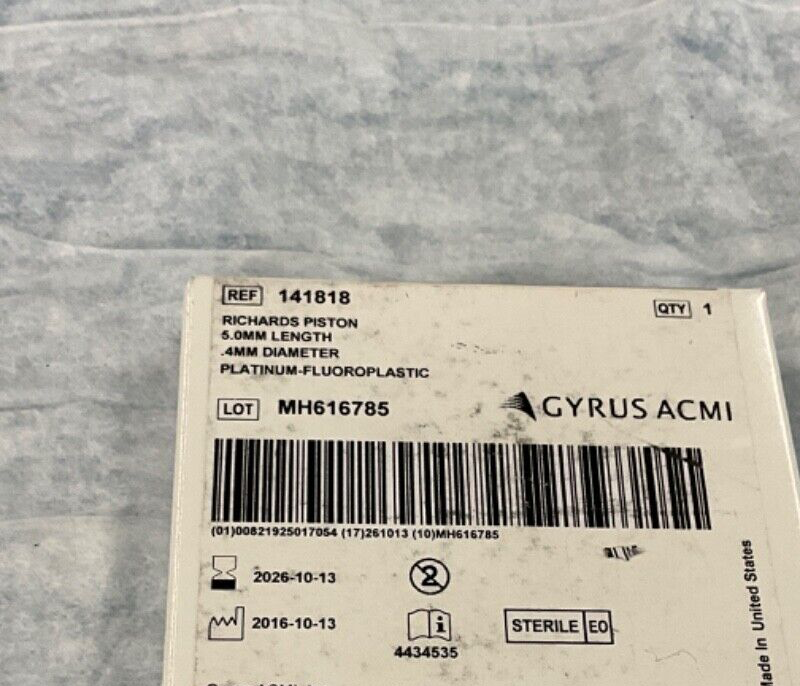 REF 141818
QTY 1
RICHARDS PISTON
5.0MM LENGTH
.4MM DIAMETER
PLATINUM-FLUOROPLASTIC
LOT MH616785
GYRUS ACMI
(01)00821925017054 (17)261013 (10)MH616785
2026-10-13
2
2016-10-13
i
4434535
STERILE EO
Made In United States